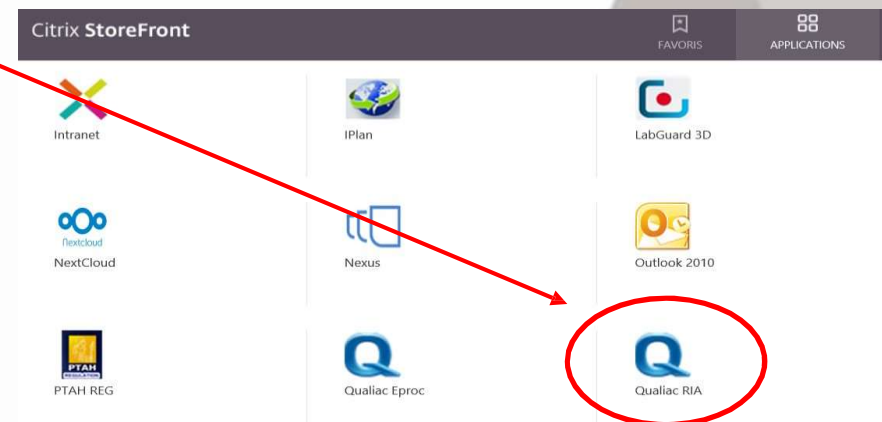 Citrix StoreFront
FAVORIS
APPLICATIONS
Intranet
IPlan
LabGuard 3D
nextcloud
NextCloud
Nexus
Outlook 2010
PTAH
REGULATION
PTAH REG
Qualiac Eproc
Qualiac RIA